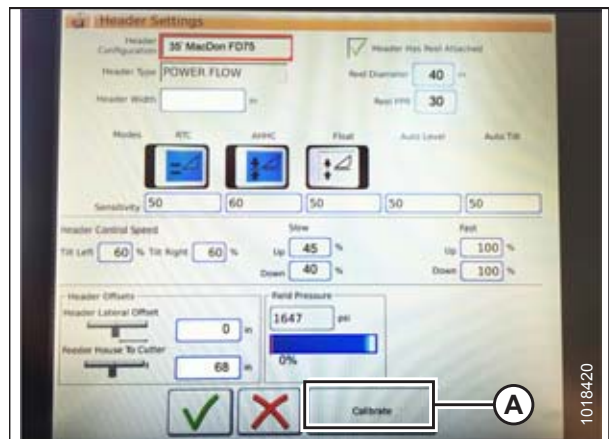 Header Settings
Header Configuration 35' MacDon FD75 Header Has Reel Attached
Header Type POWER FLOW Reel Diameter 40 in
Header Width in Reel PPR 30
Modes RTC AHHC Float Auto Level Auto Tilt
Sensitivity 50 60 50 50 50
Header Control Speed Slow Fast
Tilt Left 60 % Tilt Right 60 % Up 45 % Up 100 %
Down 40 % Down 100 %
Header Offsets Field Pressure
Header Lateral Offset 1647 psi
0 in
Feeder House To Cutter 0%
68 in
Calibrate
A
1018420